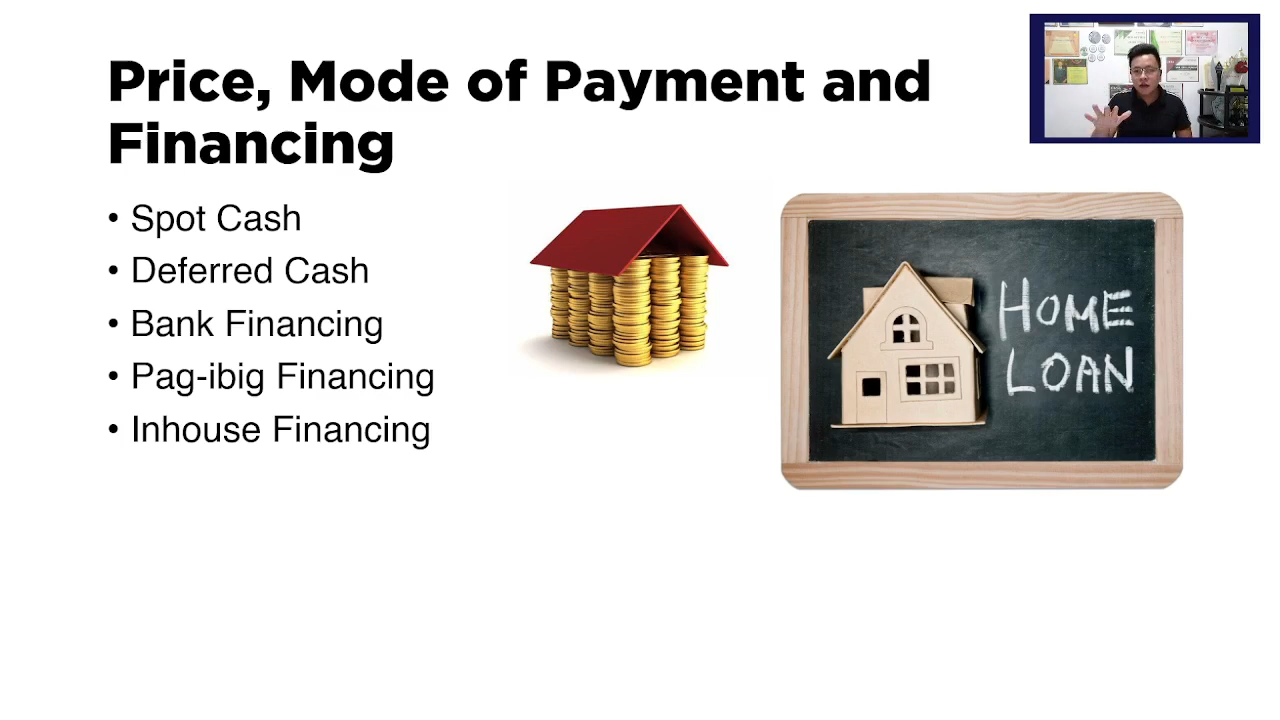 Price, Mode of Payment and
Financing
• Spot Cash
• Deferred Cash
• Bank Financing
• Pag-ibig Financing
• Inhouse Financing
HOME
LOAN